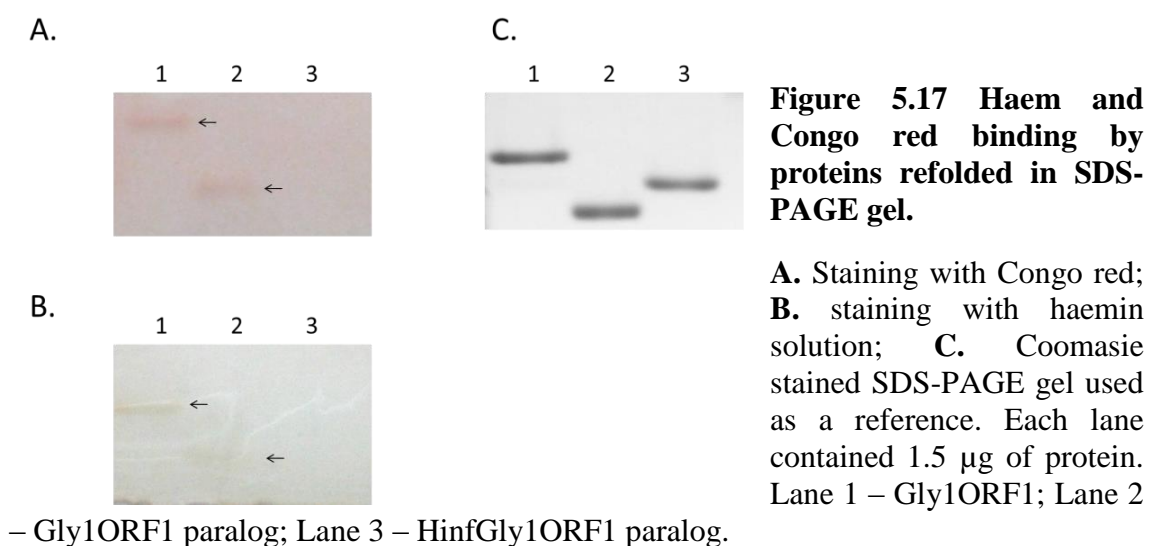 A.
1 2 3
C.
1 2 3
B.
1 2 3
Figure 5.17 Haem and
Congo red binding by
proteins refolded in SDS-
PAGE gel.
A. Staining with Congo red;
B. staining with haemin
solution; C. Coomasie
stained SDS-PAGE gel used
as a reference. Each lane
contained 1.5 µg of protein.
Lane 1 – Gly1ORF1; Lane 2
– Gly1ORF1 paralog; Lane 3 – HinfGly1ORF1 paralog.